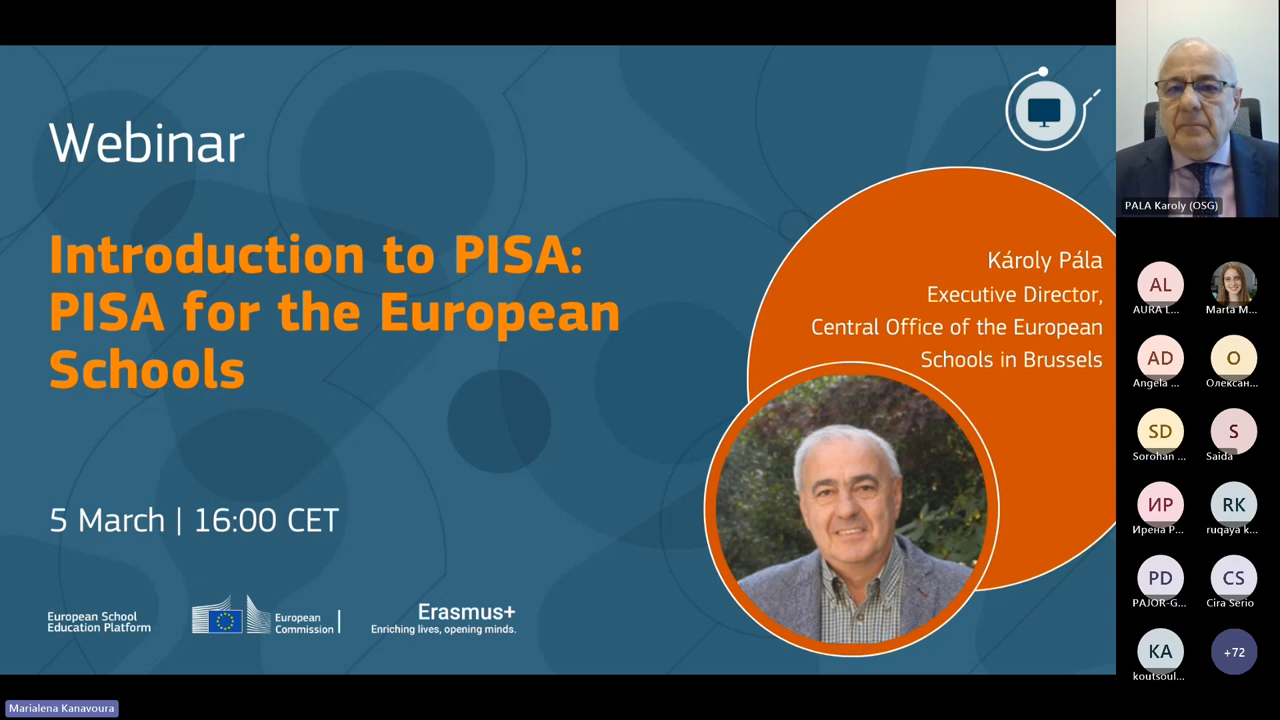 Webinar
Introduction to PISA:
PISA for the European
Schools
5 March | 16:00 CET
European School
Education Platform
European
Commission
Erasmus+
Enriching lives, opening minds.
Károly Pála
Executive Director,
Central Office of the European
Schools in Brussels
PALA Karoly (OSG)
AL
AURA L...
Marta M...
AD
Angela ...
O
Олексан...
SD
Sorohan ...
S
Saida
ИР
Ирена Р...
RK
ruqaya k...
PD
PAJOR-G...
CS
Cira Serio
KA
koutsoul...
+72
Marialena Kanavoura